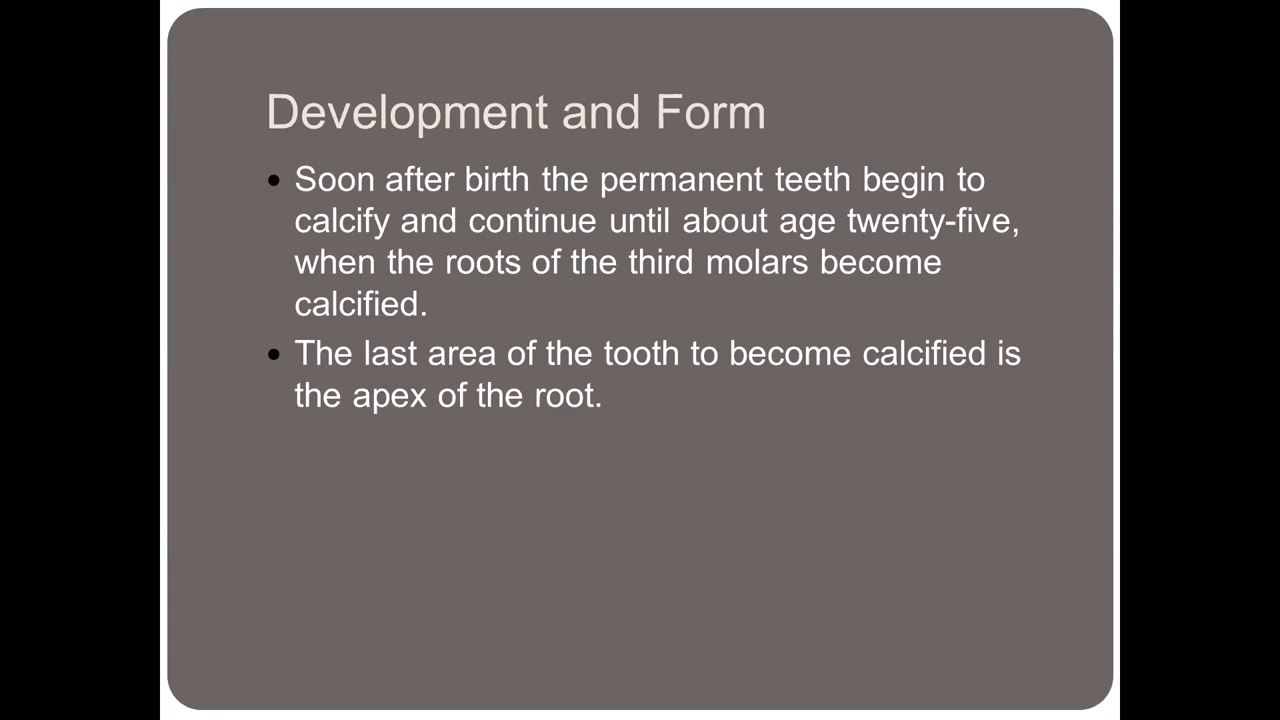 Development and Form
• Soon after birth the permanent teeth begin to
calcify and continue until about age twenty-five,
when the roots of the third molars become
calcified.
• The last area of the tooth to become calcified is
the apex of the root.